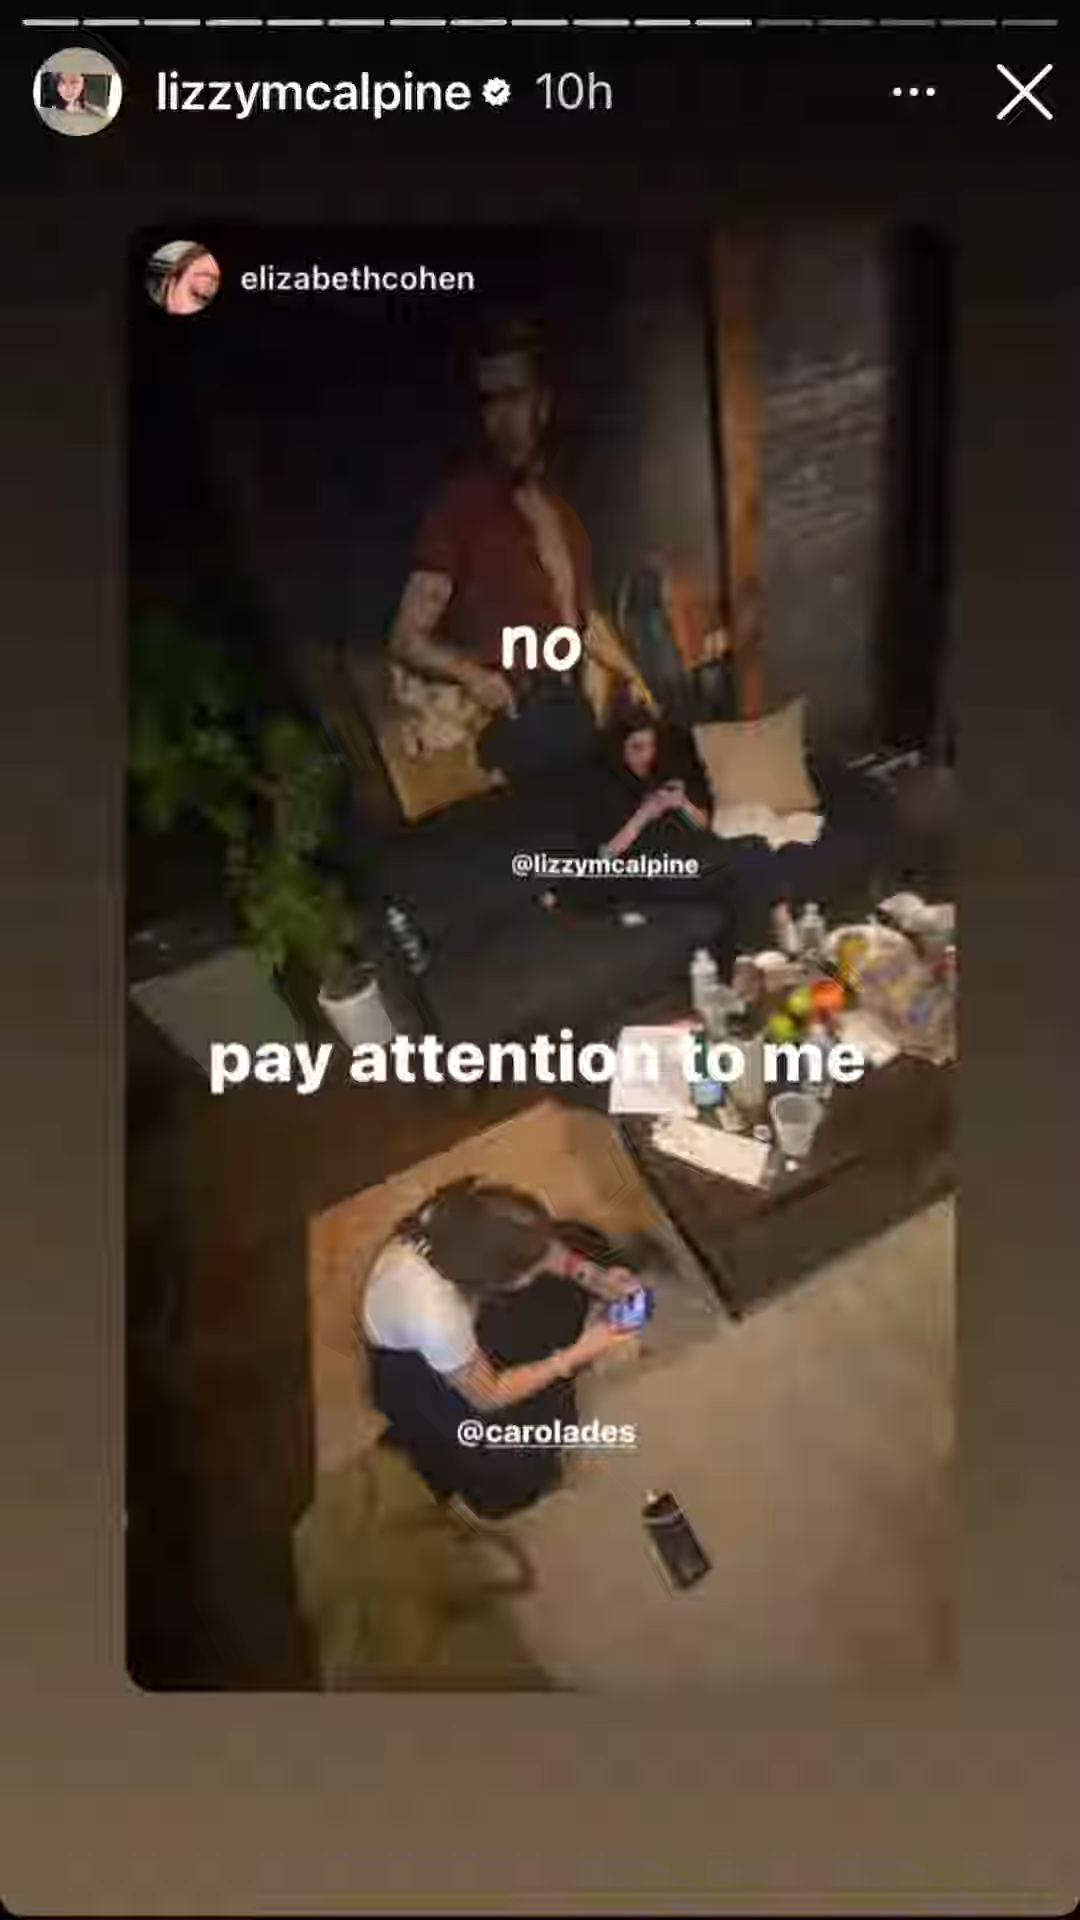 lizzymcalpine 10h
elizabethcohen
no
@lizzymcalpine
pay attention to me
@carolades